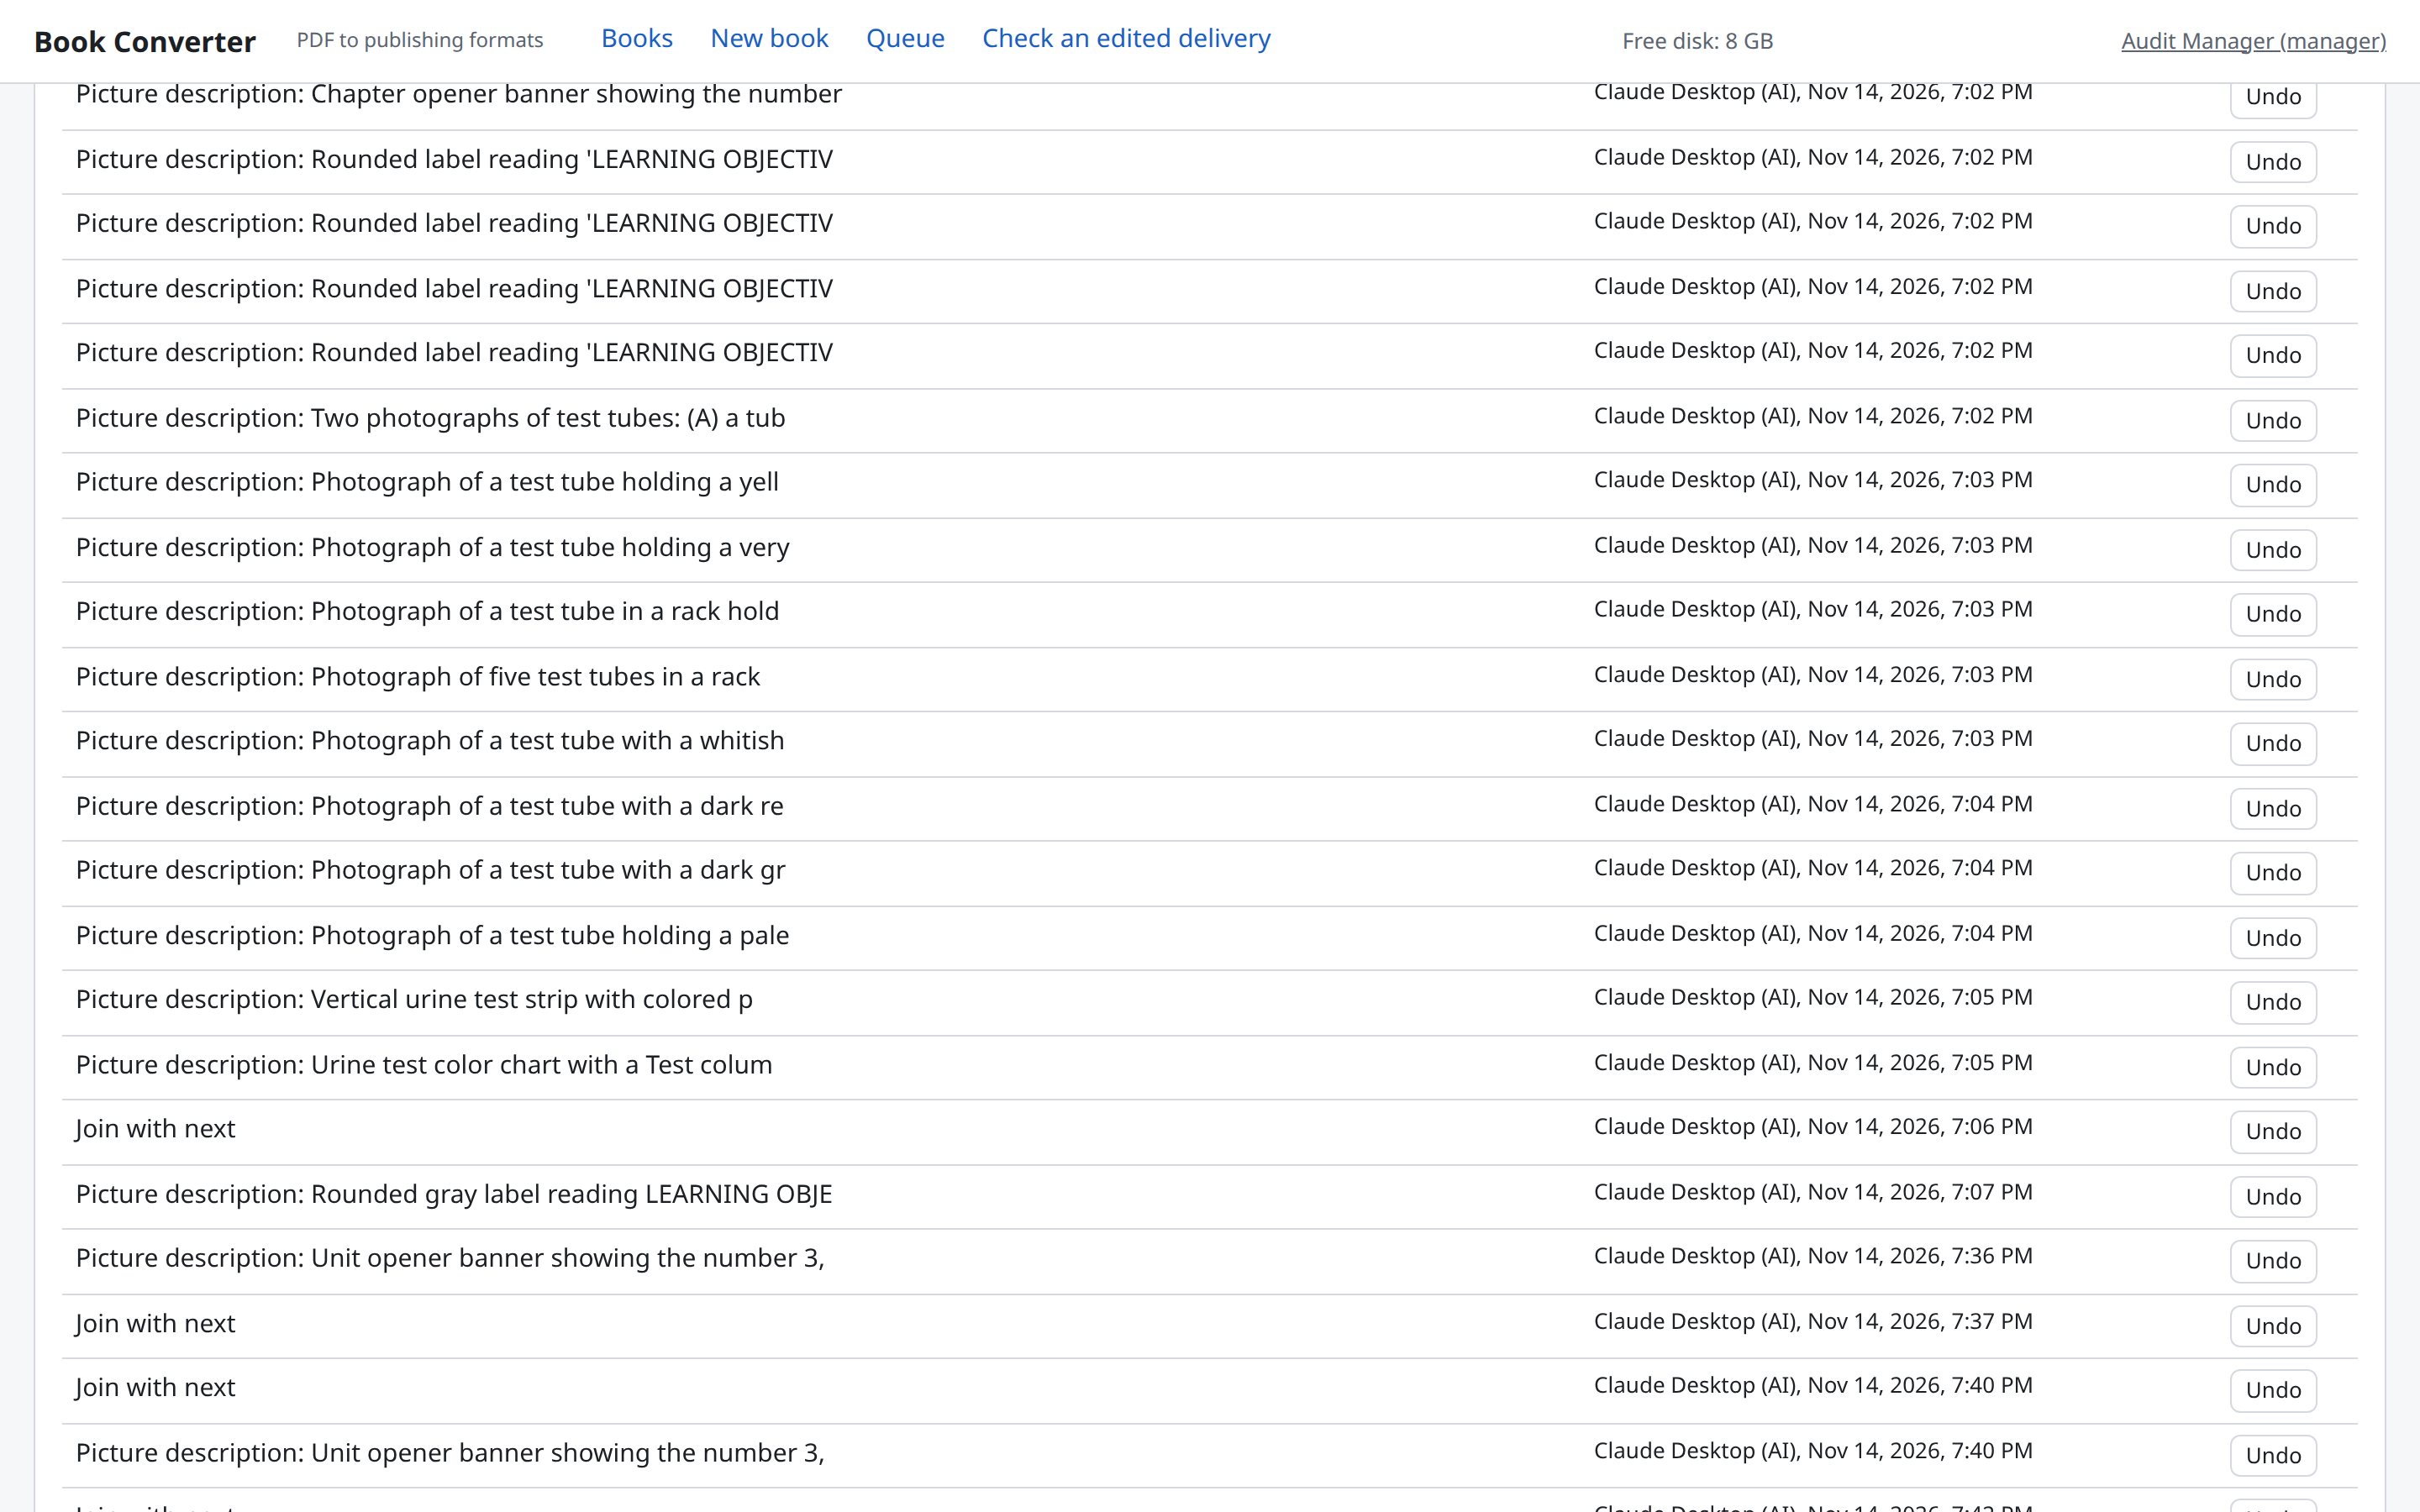 Book Converter PDF to publishing formats Books New book Queue Check an edited delivery Free disk: 8 GB Audit Manager (manager)
Picture description: Chapter opener banner showing the number Claude Desktop (AI), Nov 14, 2026, 7:02 PM Undo
Picture description: Rounded label reading 'LEARNING OBJECTIV Claude Desktop (AI), Nov 14, 2026, 7:02 PM Undo
Picture description: Rounded label reading 'LEARNING OBJECTIV Claude Desktop (AI), Nov 14, 2026, 7:02 PM Undo
Picture description: Rounded label reading 'LEARNING OBJECTIV Claude Desktop (AI), Nov 14, 2026, 7:02 PM Undo
Picture description: Rounded label reading 'LEARNING OBJECTIV Claude Desktop (AI), Nov 14, 2026, 7:02 PM Undo
Picture description: Two photographs of test tubes: (A) a tub Claude Desktop (AI), Nov 14, 2026, 7:02 PM Undo
Picture description: Photograph of a test tube holding a yell Claude Desktop (AI), Nov 14, 2026, 7:03 PM Undo
Picture description: Photograph of a test tube holding a very Claude Desktop (AI), Nov 14, 2026, 7:03 PM Undo
Picture description: Photograph of a test tube in a rack hold Claude Desktop (AI), Nov 14, 2026, 7:03 PM Undo
Picture description: Photograph of five test tubes in a rack Claude Desktop (AI), Nov 14, 2026, 7:03 PM Undo
Picture description: Photograph of a test tube with a whitish Claude Desktop (AI), Nov 14, 2026, 7:03 PM Undo
Picture description: Photograph of a test tube with a dark re Claude Desktop (AI), Nov 14, 2026, 7:04 PM Undo
Picture description: Photograph of a test tube with a dark gr Claude Desktop (AI), Nov 14, 2026, 7:04 PM Undo
Picture description: Photograph of a test tube holding a pale Claude Desktop (AI), Nov 14, 2026, 7:04 PM Undo
Picture description: Vertical urine test strip with colored p Claude Desktop (AI), Nov 14, 2026, 7:05 PM Undo
Picture description: Urine test color chart with a Test colum Claude Desktop (AI), Nov 14, 2026, 7:05 PM Undo
Join with next Claude Desktop (AI), Nov 14, 2026, 7:06 PM Undo
Picture description: Rounded gray label reading LEARNING OBJE Claude Desktop (AI), Nov 14, 2026, 7:07 PM Undo
Picture description: Unit opener banner showing the number 3, Claude Desktop (AI), Nov 14, 2026, 7:36 PM Undo
Join with next Claude Desktop (AI), Nov 14, 2026, 7:37 PM Undo
Join with next Claude Desktop (AI), Nov 14, 2026, 7:40 PM Undo
Picture description: Unit opener banner showing the number 3, Claude Desktop (AI), Nov 14, 2026, 7:40 PM Undo